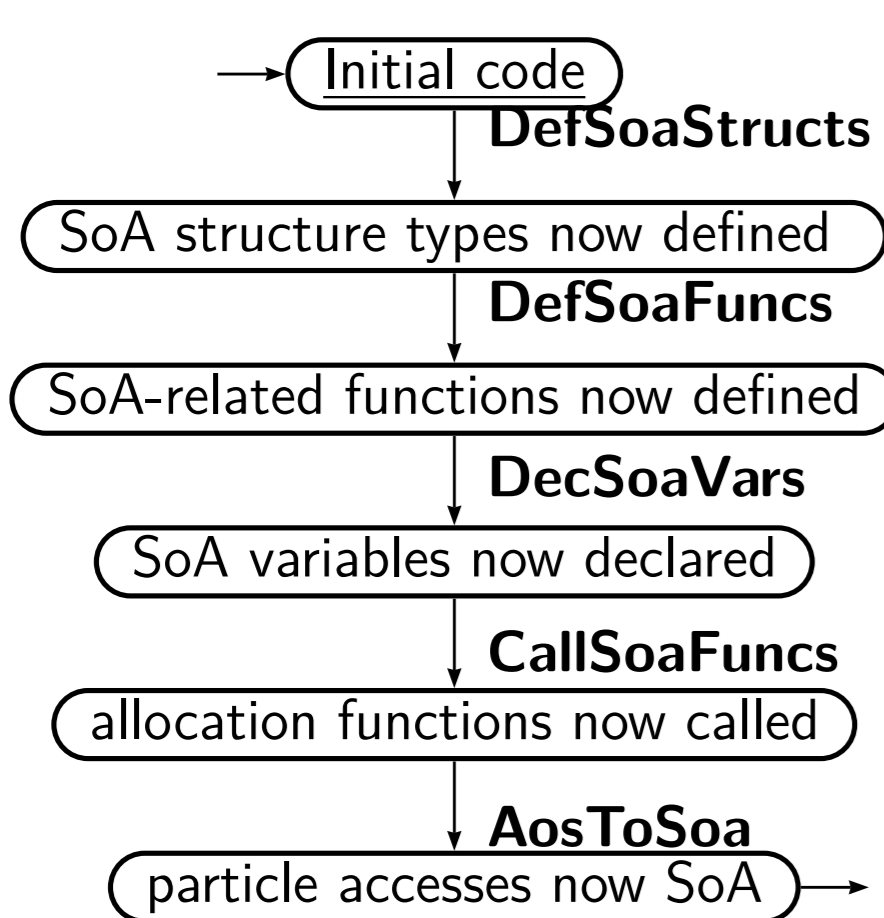 Initial code
DefSoaStructs
SoA structure types now defined
DefSoaFuncs
SoA-related functions now defined
DecSoaVars
SoA variables now declared
CallSoaFuncs
allocation functions now called
AosToSoa
particle accesses now SoA